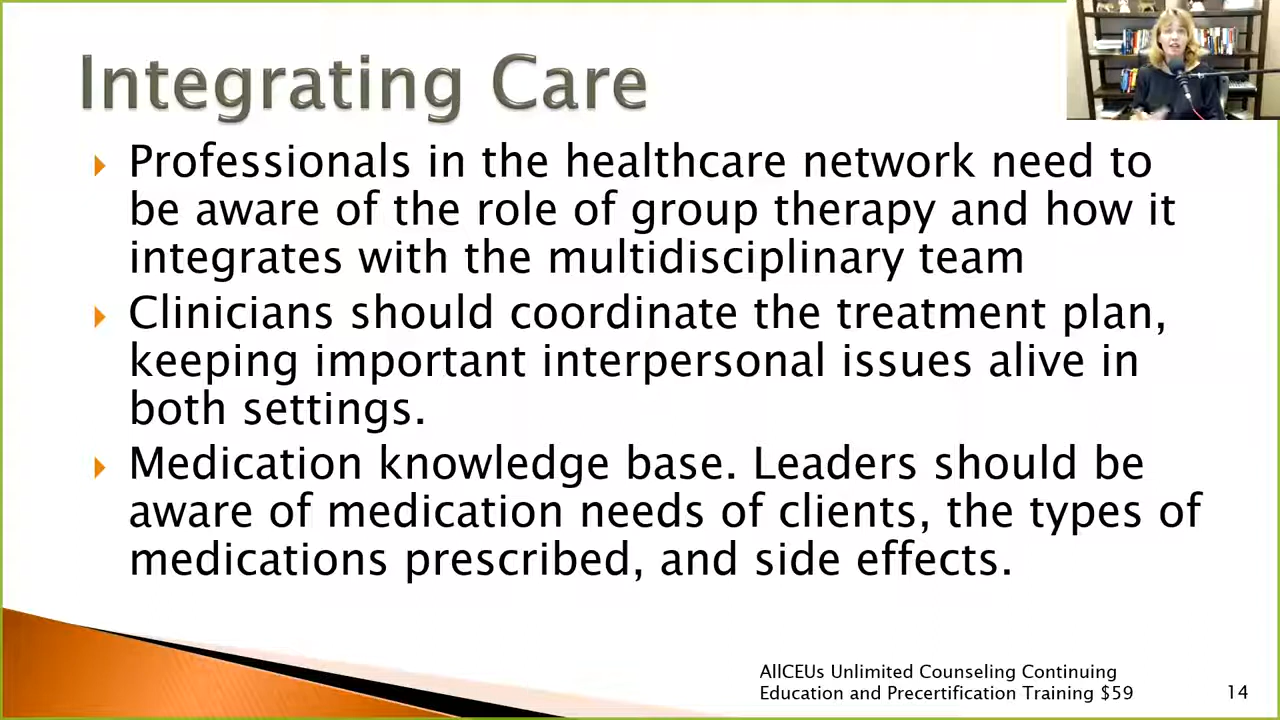 Integrating Care
Professionals in the healthcare network need to
be aware of the role of group therapy and how it
integrates with the multidisciplinary team
Clinicians should coordinate the treatment plan,
keeping important interpersonal issues alive in
both settings.
Medication knowledge base. Leaders should be
aware of medication needs of clients, the types of
medications prescribed, and side effects.
AllCEUs Unlimited Counseling Continuing
Education and Precertification Training $59
14